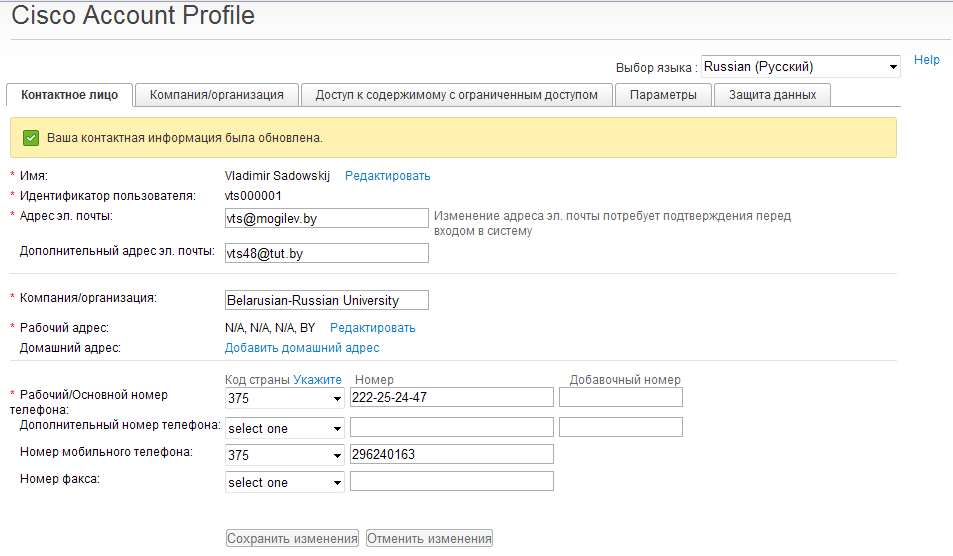 Cisco Account Profile
Выбор языка : Russian (Русский) Help
Контактное лицо Компания/организация Доступ к содержимому с ограниченным доступом Параметры Защита данных
Ваша контактная информация была обновлена.
* Имя: Vladimir Sadowskij Редактировать
* Идентификатор пользователя: vts000001
* Адрес эл. почты: vts@mogilev.by Изменение адреса эл. почты потребует подтверждения перед
входом в систему
Дополнительный адрес эл. почты: vts48@tut.by
* Компания/организация: Belarusian-Russian University
* Рабочий адрес: N/A, N/A, N/A, BY Редактировать
Домашний адрес: Добавить домашний адрес
Код страны Укажите Номер Добавочный номер
* Рабочий/Основной номер 375 222-25-24-47
телефона:
Дополнительный номер телефона: select one
Номер мобильного телефона: 375 296240163
Номер факса: select one
Сохранить изменения Отменить изменения